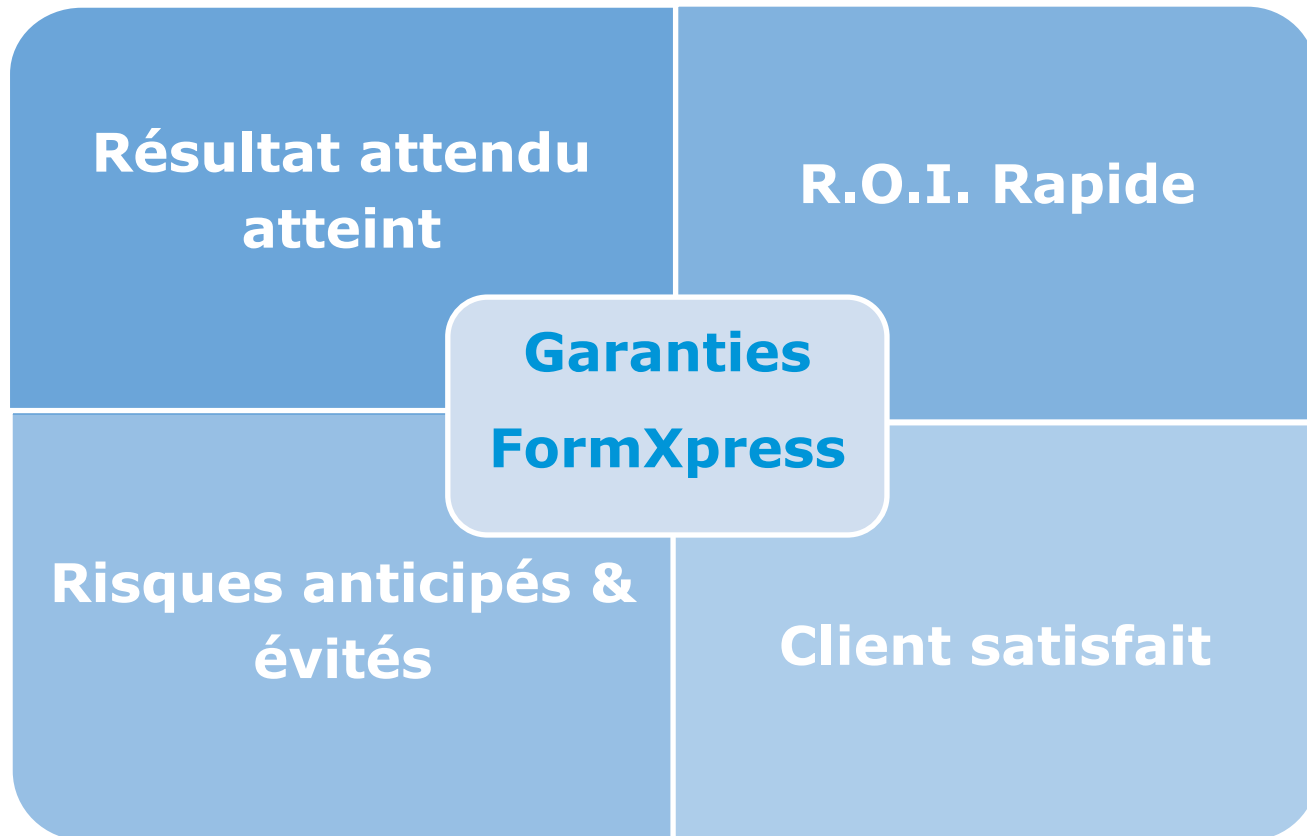 Résultat attendu
atteint
R.O.I. Rapide
Garanties
FormXpress
Risques anticipés &
évités
Client satisfait